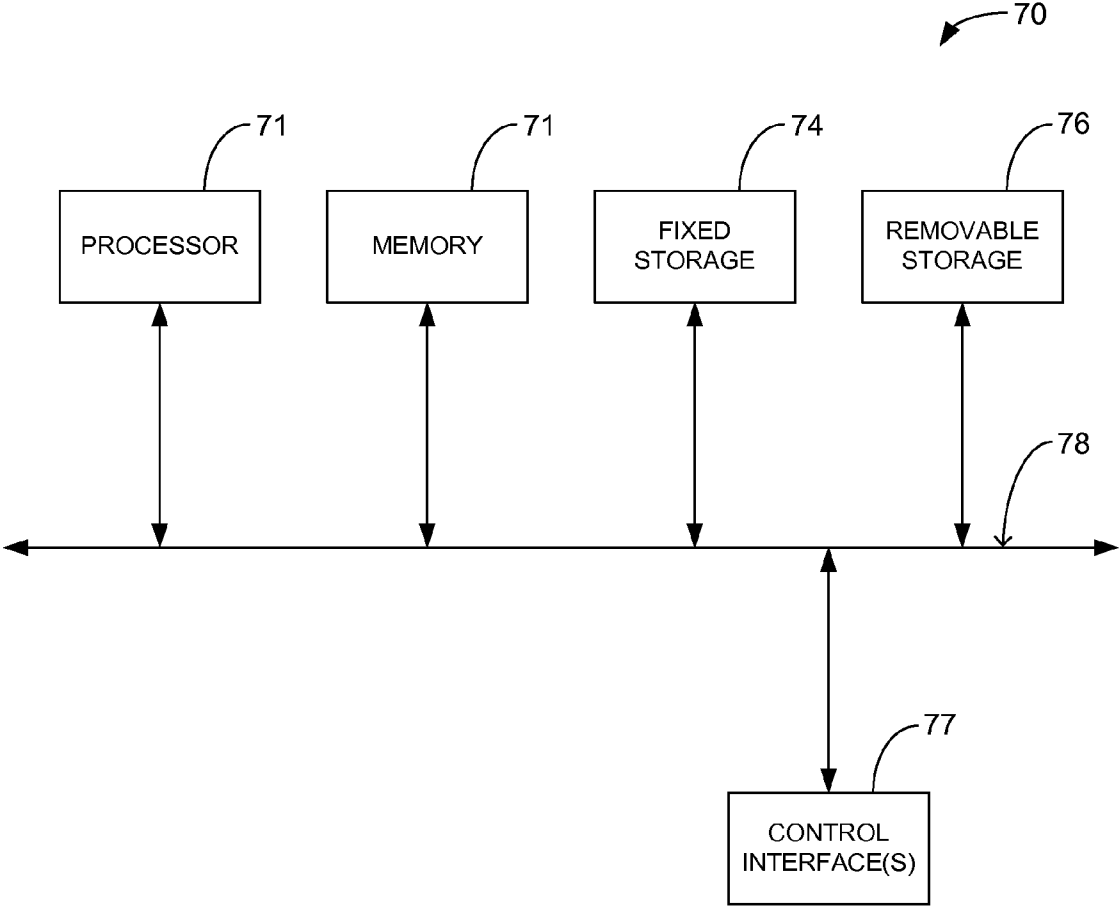 70
71
71
74
76
PROCESSOR
MEMORY
FIXED
STORAGE
REMOVABLE
STORAGE
78
77
CONTROL
INTERFACE(S)